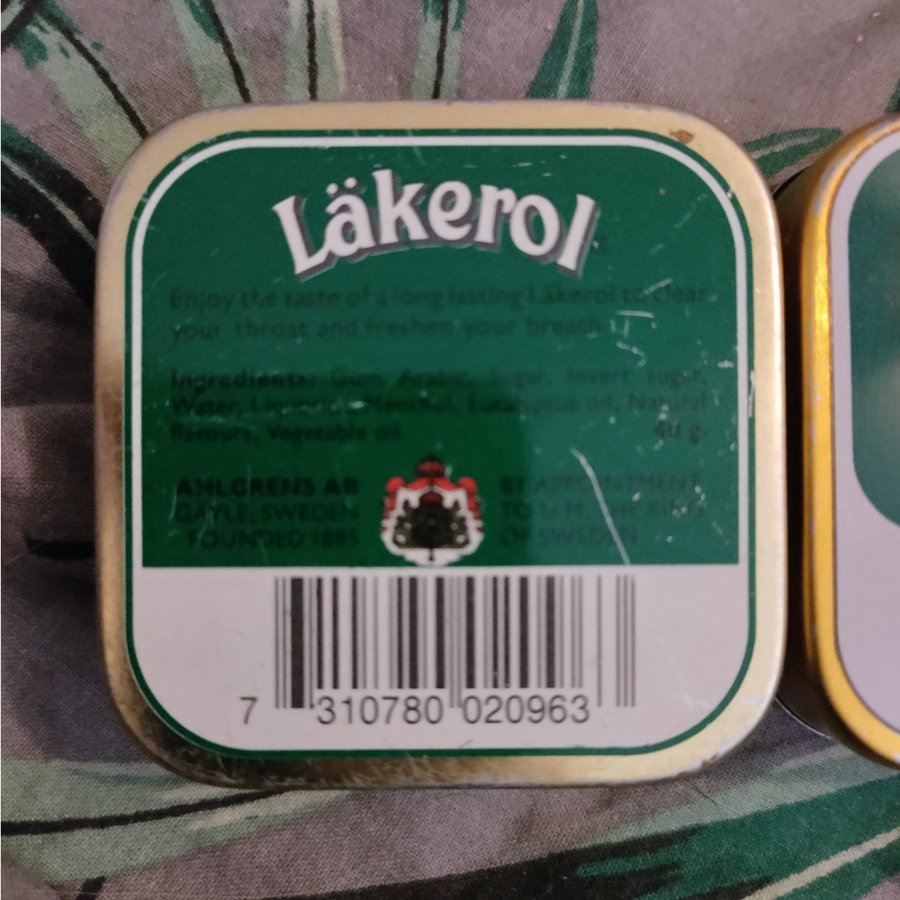 Läkerol
Enjoy the taste of a long lasting Läkerol to clear
your throat and freshen your breath.
Ingredients: Gum Arabic, Sugar, Invert sugar,
Water, Liquorice, Menthol, Eucalyptus oil, Natural
flavours, Vegetable oil. 40 g.
AHLGRENS AB
GÄVLE, SWEDEN
FOUNDED 1885
BY APPOINTMENT
TO H M THE KING
OF SWEDEN
7 310780 020963